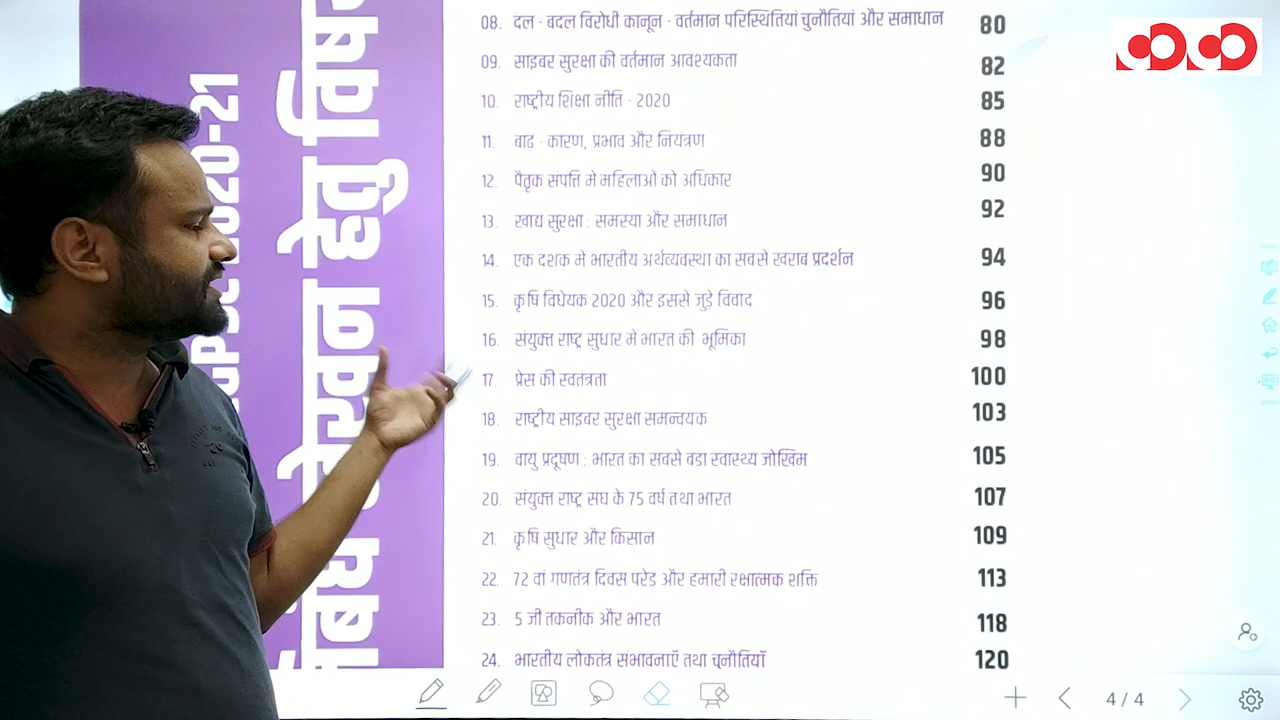 08. दल - बदल विरोधी कानून - वर्तमान परिस्थितियां चुनौतियां और समाधान 80
09. साइबर सुरक्षा की वर्तमान आवश्यकता 82
10. राष्ट्रीय शिक्षा नीति - 2020 85
11. बाढ - कारण, प्रभाव और नियंत्रण 88
12. पैतृक संपति मे महिलाओं को अधिकार 90
13. खाद्य सुरक्षा : समस्या और समाधान 92
14. एक दशक में भारतीय अर्थव्यवस्था का सबसे खराब प्रदर्शन 94
15. कृषि विधेयक 2020 और इससे जुड़े विवाद 96
16. संयुक्त राष्ट्र सुधार में भारत की भूमिका 98
17. प्रेस की स्वतंत्रता 100
18. राष्ट्रीय साइबर सुरक्षा समन्वयक 103
19. वायु प्रदूषण : भारत का सबसे बडा स्वास्थ्य जोखिम 105
20. संयुक्त राष्ट्र संघ के 75 वर्ष तथा भारत 107
21. कृषि सुधार और किसान 109
22. 72 वां गणतंत्र दिवस परेड और हमारी रक्षात्मक शक्ति 113
23. 5 जी तकनीक और भारत 118
24. भारतीय लोकतंत्र संभावनाऍ तथा चुनौतियॉ 120
2020-21
हेतु
4 / 4